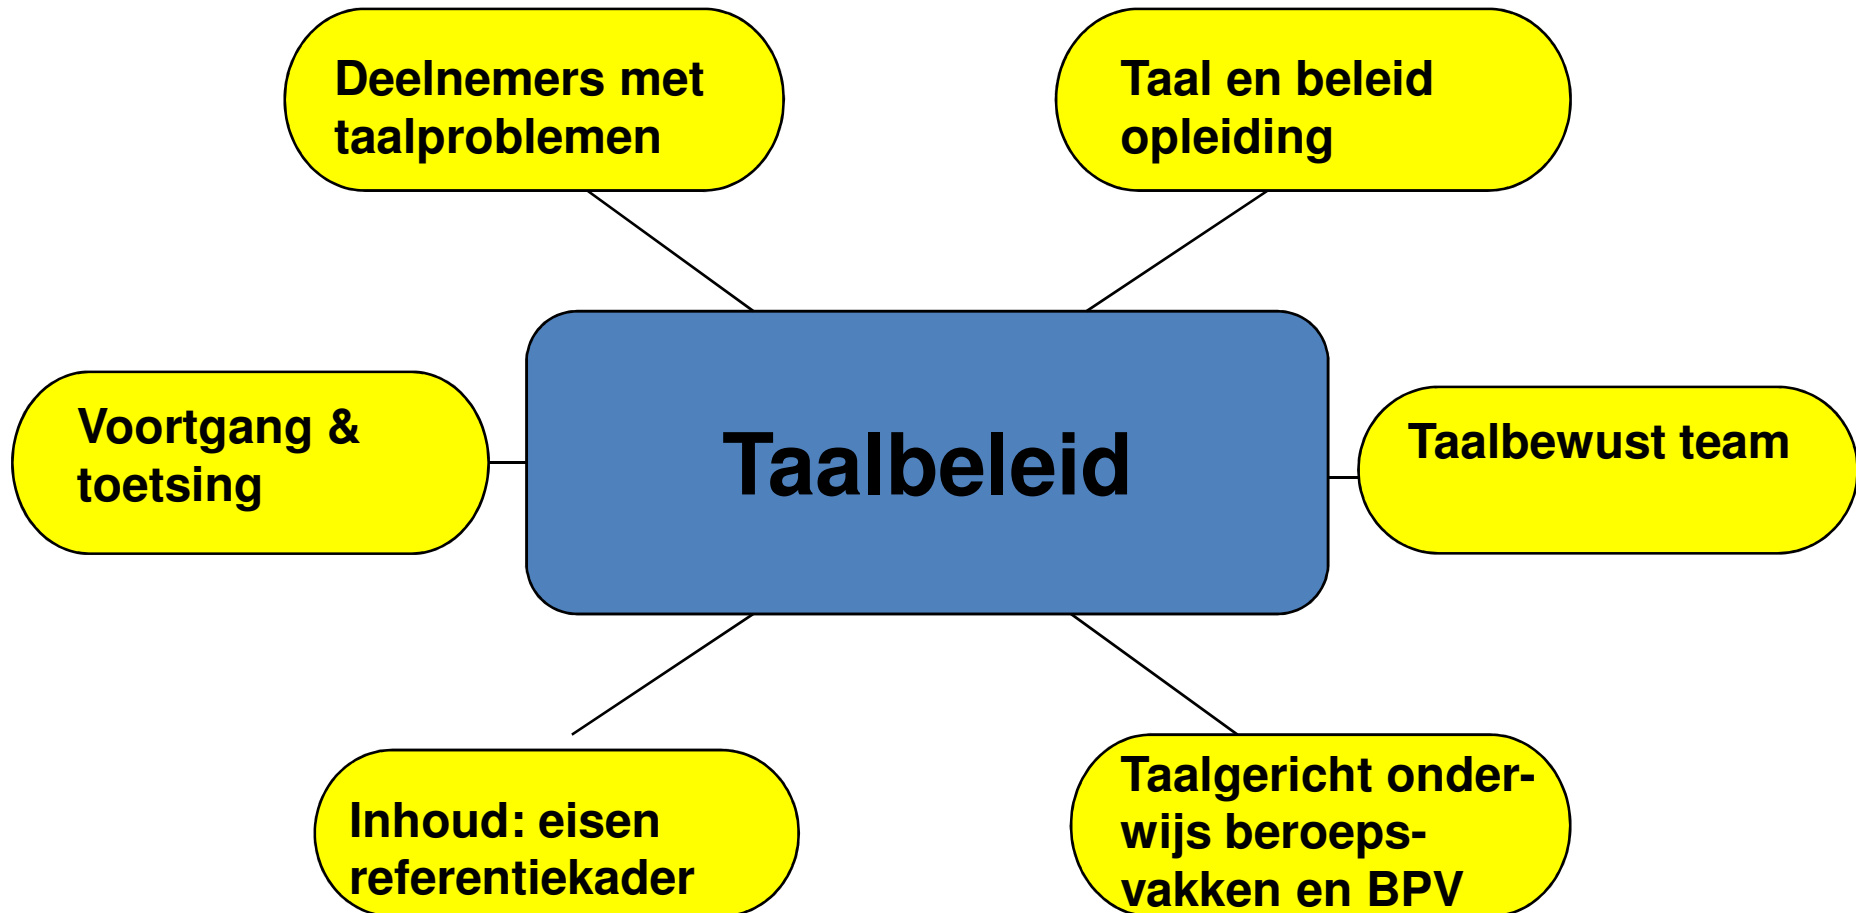 Deelnemers met
taalproblemen
Taal en beleid
opleiding
Voortgang &
toetsing
Taalbeleid
Taalbewust team
Inhoud: eisen
referentiekader
Taalgericht onder-
wijs beroeps-
vakken en BPV